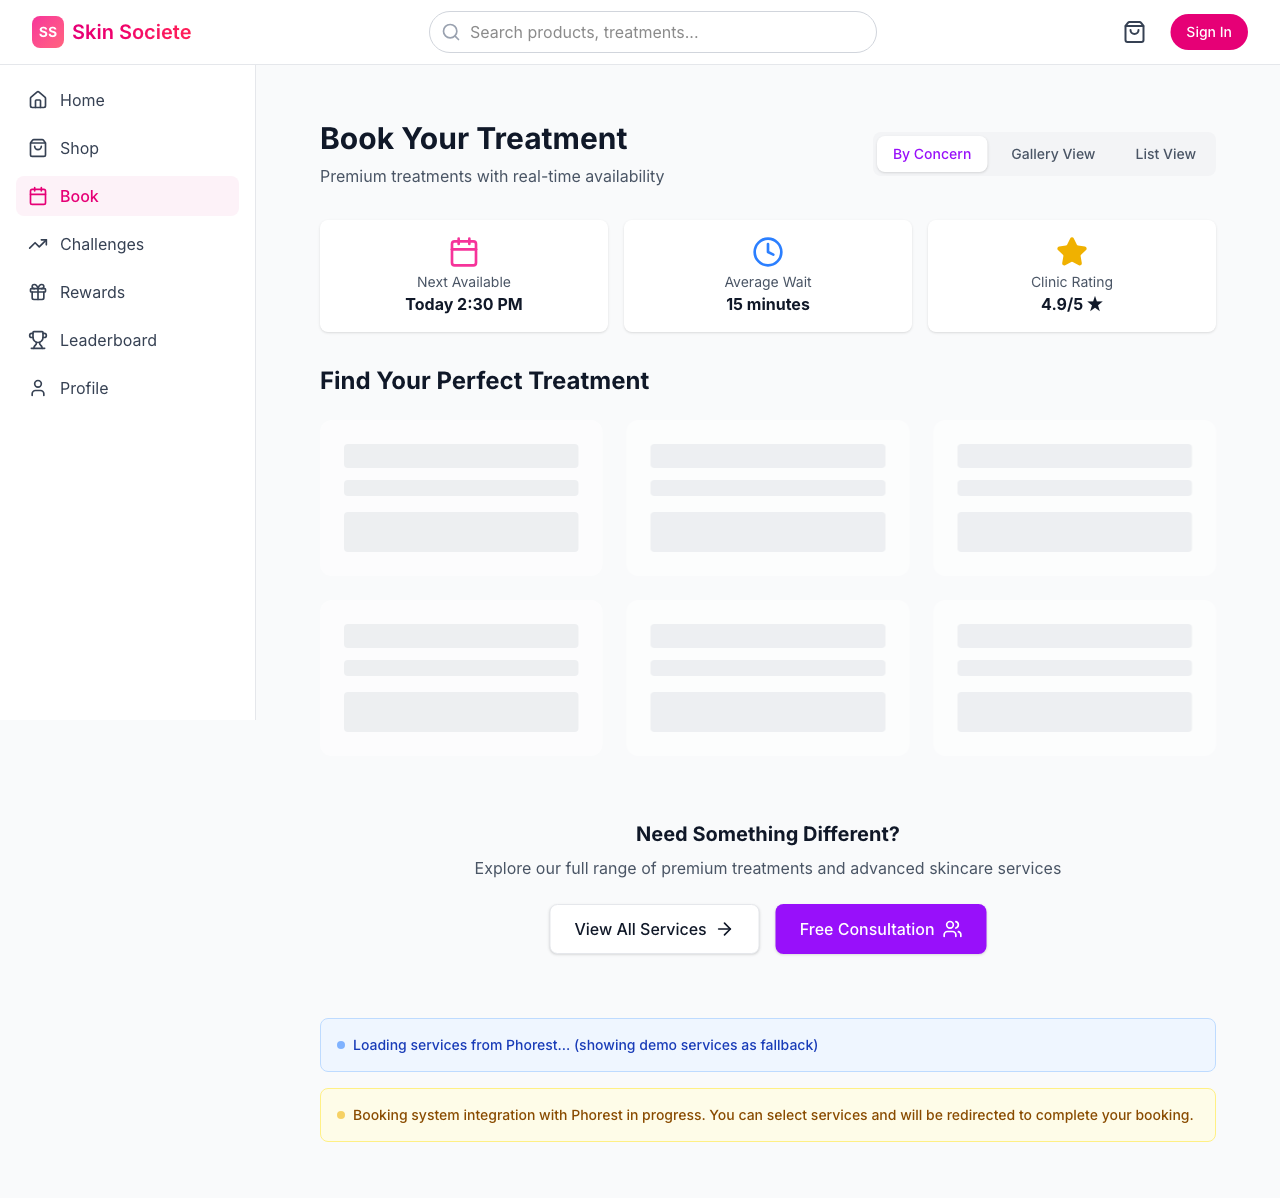 SS Skin Societe
Search products, treatments...
Sign In
Home
Shop
Book
Challenges
Rewards
Leaderboard
Profile
Book Your Treatment
Premium treatments with real-time availability
By Concern
Gallery View
List View
Next Available
Today 2:30 PM
Average Wait
15 minutes
Clinic Rating
4.9/5 ★
Find Your Perfect Treatment
Need Something Different?
Explore our full range of premium treatments and advanced skincare services
View All Services
Free Consultation
Loading services from Phorest... (showing demo services as fallback)
Booking system integration with Phorest in progress. You can select services and will be redirected to complete your booking.